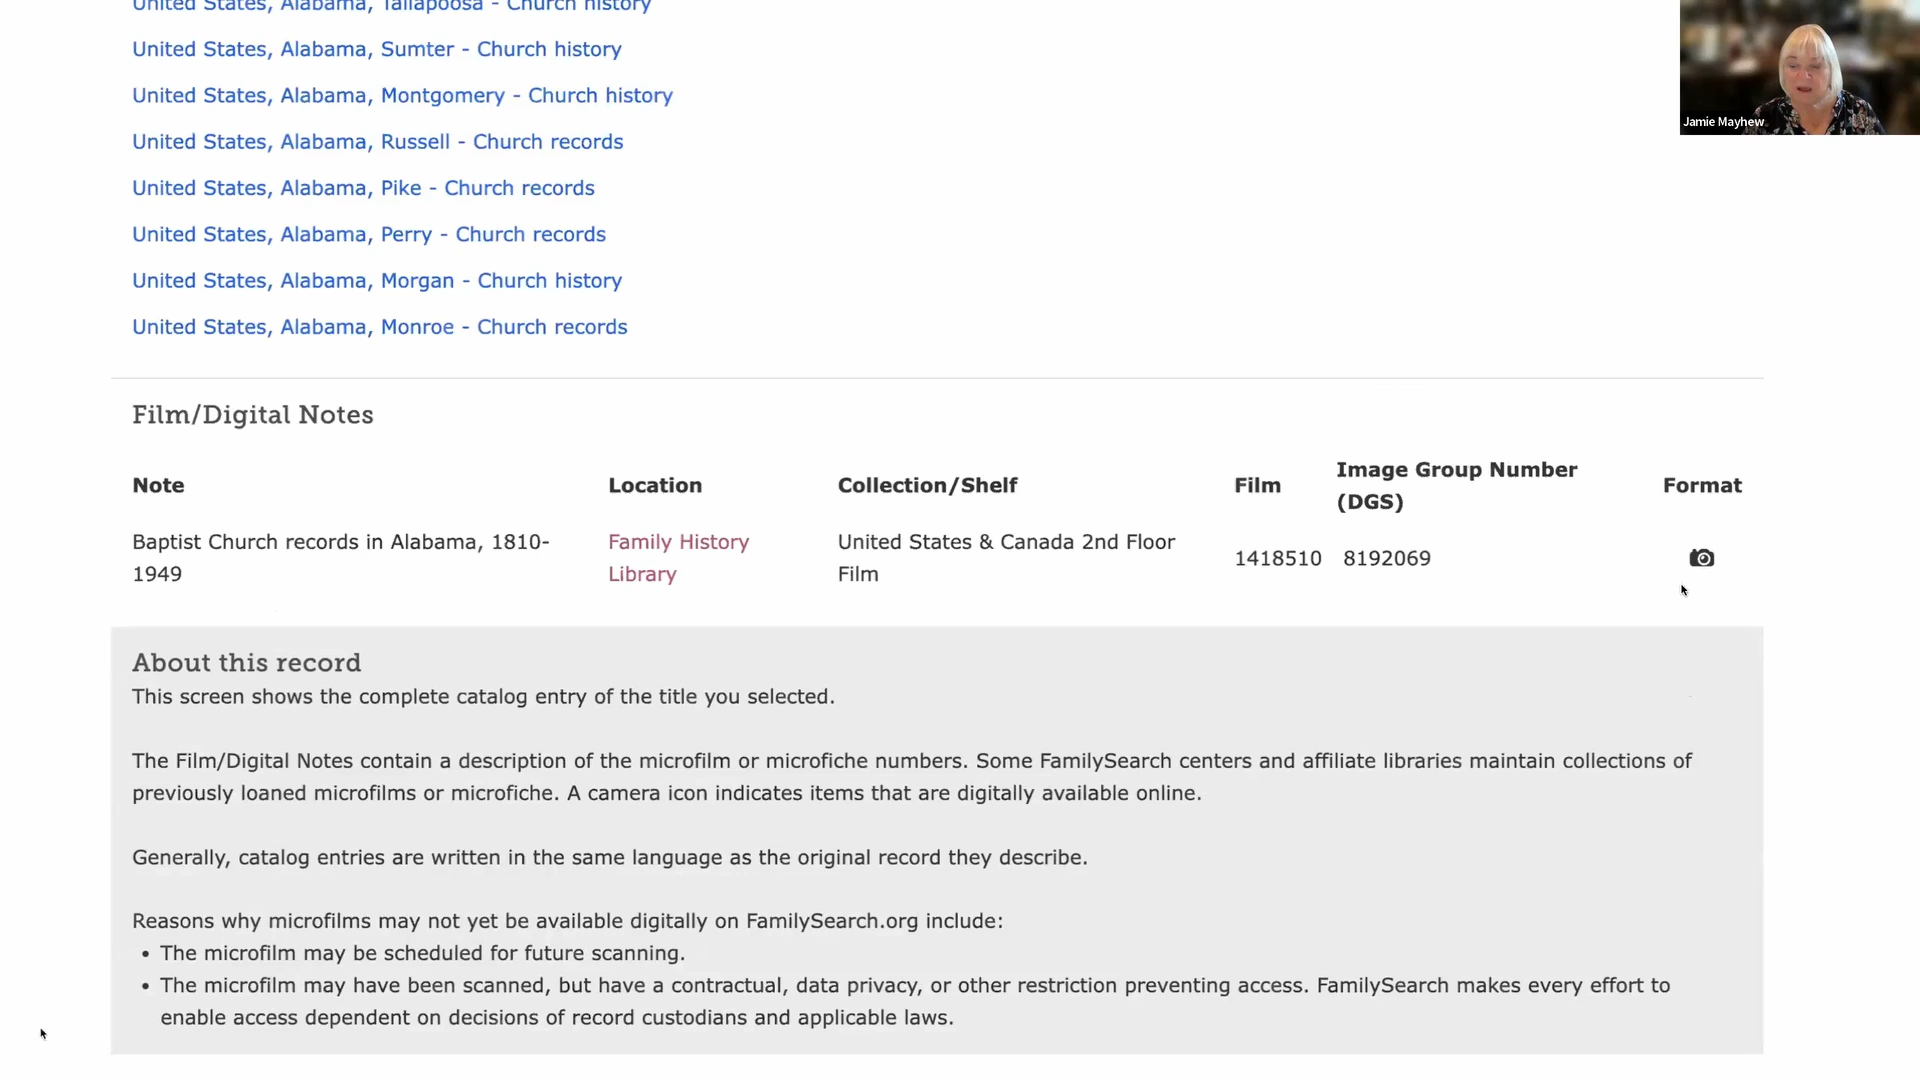 United States, Alabama, Tallapoosa - Church history
United States, Alabama, Sumter - Church history
United States, Alabama, Montgomery - Church history
United States, Alabama, Russell - Church records
United States, Alabama, Pike - Church records
United States, Alabama, Perry - Church records
United States, Alabama, Morgan - Church history
United States, Alabama, Monroe - Church records
Jamie Mayhew
Film/Digital Notes
Note Location Collection/Shelf Film Image Group Number (DGS) Format
Baptist Church records in Alabama, 1810-
1949
Family History
Library
United States & Canada 2nd Floor
Film
1418510 8192069
About this record
This screen shows the complete catalog entry of the title you selected.
The Film/Digital Notes contain a description of the microfilm or microfiche numbers. Some FamilySearch centers and affiliate libraries maintain collections of
previously loaned microfilms or microfiche. A camera icon indicates items that are digitally available online.
Generally, catalog entries are written in the same language as the original record they describe.
Reasons why microfilms may not yet be available digitally on FamilySearch.org include:
• The microfilm may be scheduled for future scanning.
• The microfilm may have been scanned, but have a contractual, data privacy, or other restriction preventing access. FamilySearch makes every effort to
enable access dependent on decisions of record custodians and applicable laws.